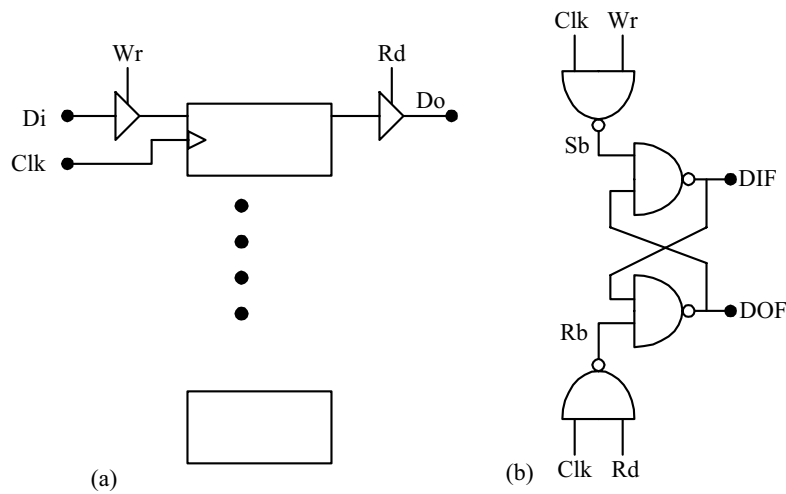 Wr
Rd
Di
Do
Clk
(a)
Clk Wr
Sb
DIF
DOF
Rb
Clk Rd
(b)